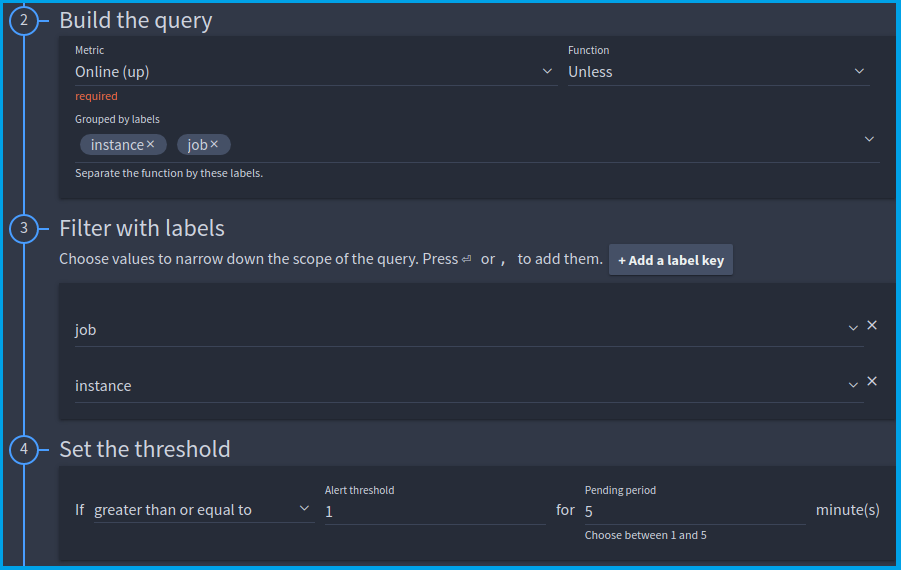 2 Build the query
Metric Function
Online (up) Unless
required
Grouped by labels
instance× job×
Separate the function by these labels.
3 Filter with labels
Choose values to narrow down the scope of the query. Press ⏎ or , to add them. + Add a label key
job ×
instance ×
4 Set the threshold
Alert threshold Pending period
If greater than or equal to 1 for 5 minute(s)
Choose between 1 and 5